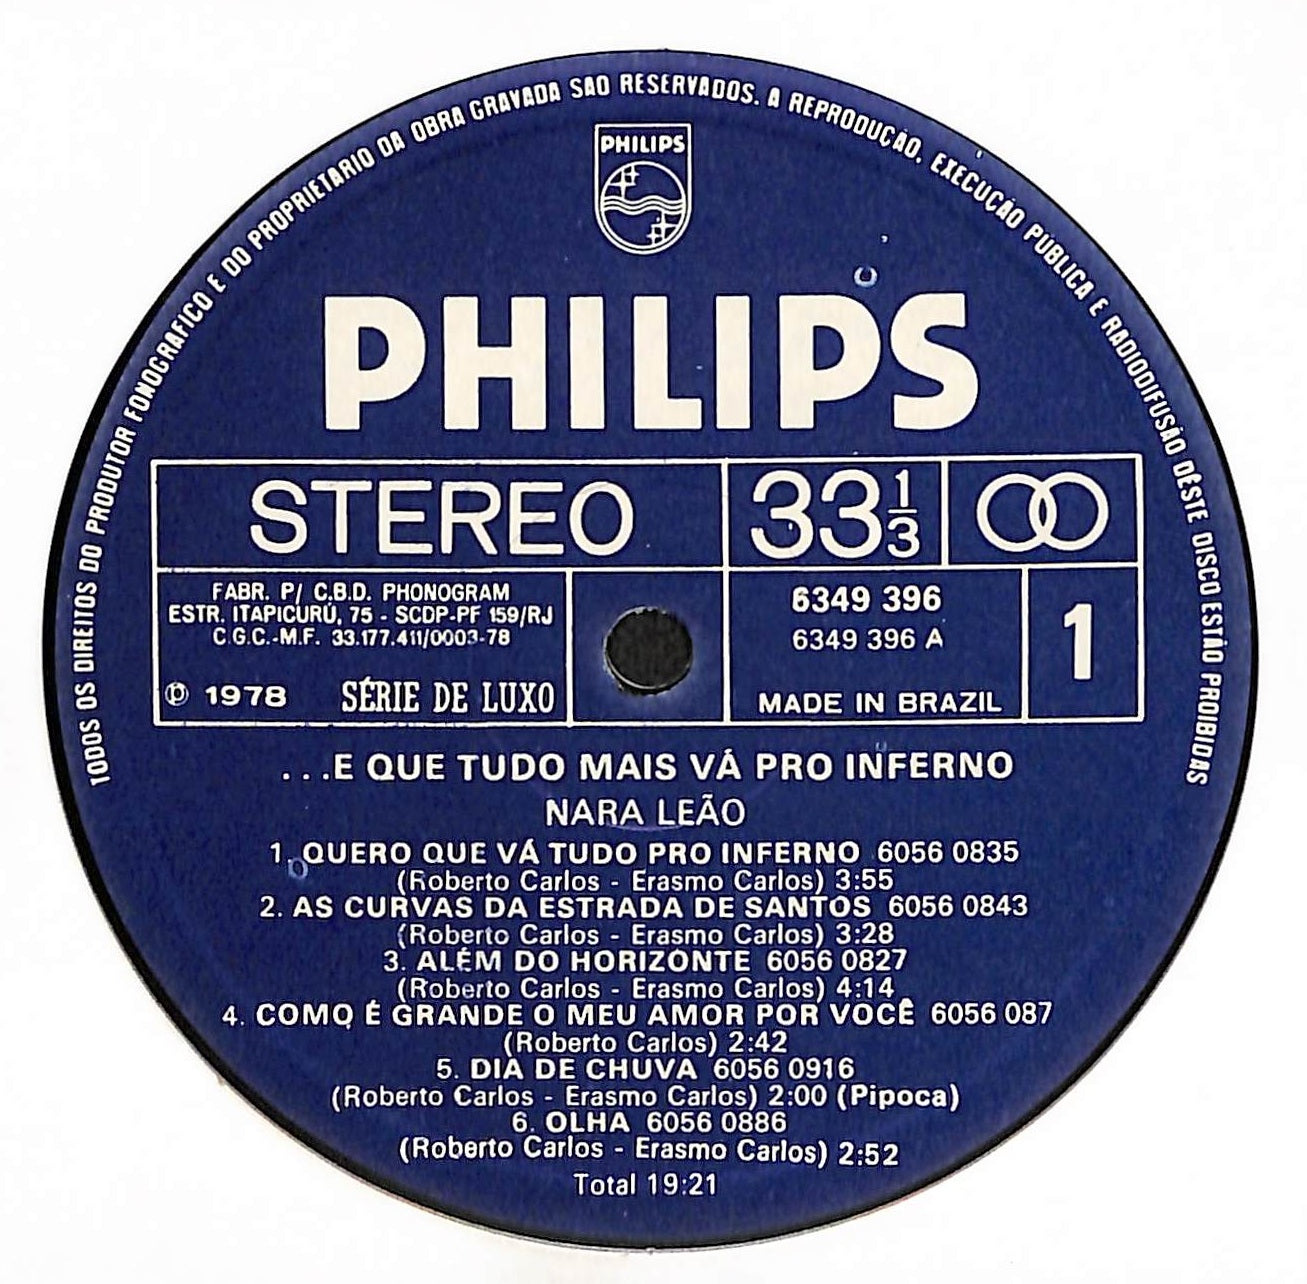 TODOS OS DIREITOS DO PRODUTOR FONOGRAFICO E DO PROPRIETARIO DA OBRA GRAVADA SAO RESERVADOS. A REPRODUÇÃO, EXECUÇÃO PÚBLICA E RADIODIFUSÃO DÊSTE DISCO ESTÃO PROIBIDAS
PHILIPS
PHILIPS
STEREO 33 1/3
FABR. P/ C.B.D. PHONOGRAM
ESTR. ITAPICURÚ, 75 - SCDP-PF 159/RJ
C.G.C.-M.F. 33.177.411/0003-78
℗ 1978 SÉRIE DE LUXO
6349 396
6349 396 A
MADE IN BRAZIL
1
...E QUE TUDO MAIS VÁ PRO INFERNO
NARA LEÃO
1. QUERO QUE VÁ TUDO PRO INFERNO 6056 0835
(Roberto Carlos - Erasmo Carlos) 3:55
2. AS CURVAS DA ESTRADA DE SANTOS 6056 0843
(Roberto Carlos - Erasmo Carlos) 3:28
3. ALÉM DO HORIZONTE 6056 0827
(Roberto Carlos - Erasmo Carlos) 4:14
4. COMO É GRANDE O MEU AMOR POR VOCÊ 6056 087
(Roberto Carlos) 2:42
5. DIA DE CHUVA 6056 0916
(Roberto Carlos - Erasmo Carlos) 2:00 (Pipoca)
6. OLHA 6056 0886
(Roberto Carlos - Erasmo Carlos) 2:52
Total 19:21